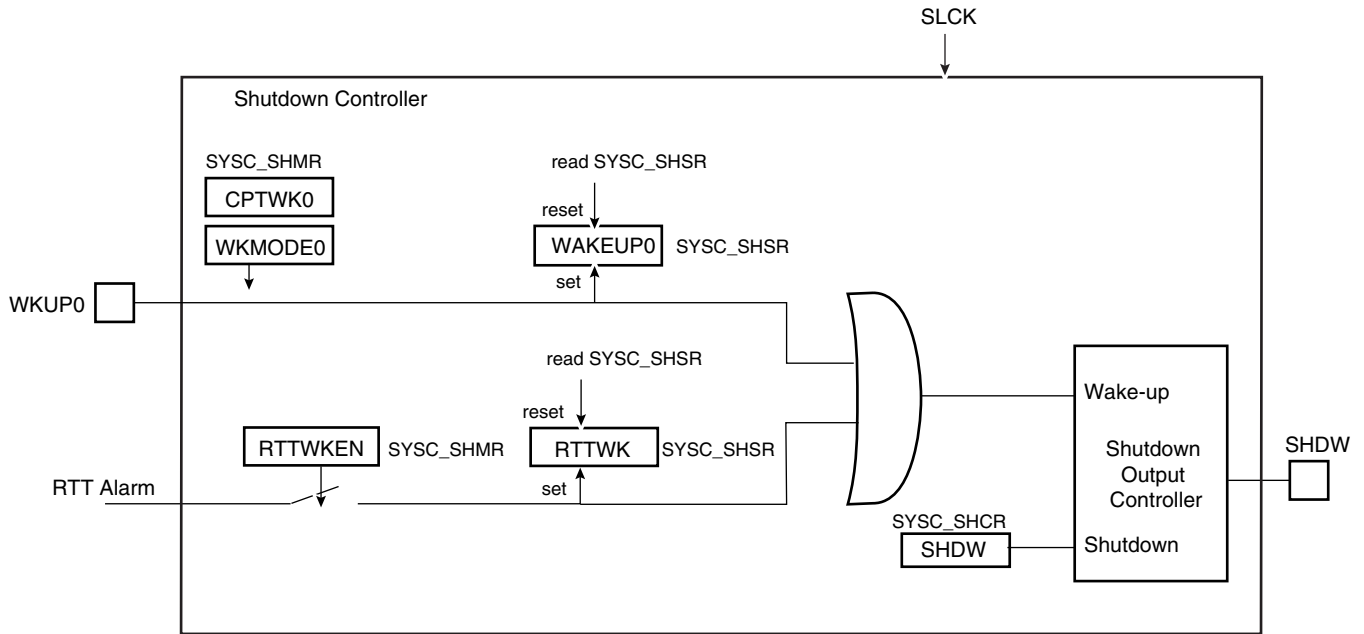 SLCK
Shutdown Controller
SYSC_SHMR
CPTWK0
WKMODE0
read SYSC_SHSR
reset
WAKEUP0
SYSC_SHSR
set
WKUP0
read SYSC_SHSR
reset
RTTWKEN
SYSC_SHMR
RTTWK
SYSC_SHSR
set
RTT Alarm
Wake-up
Shutdown
Output
Controller
SHDW
SYSC_SHCR
SHDW
Shutdown